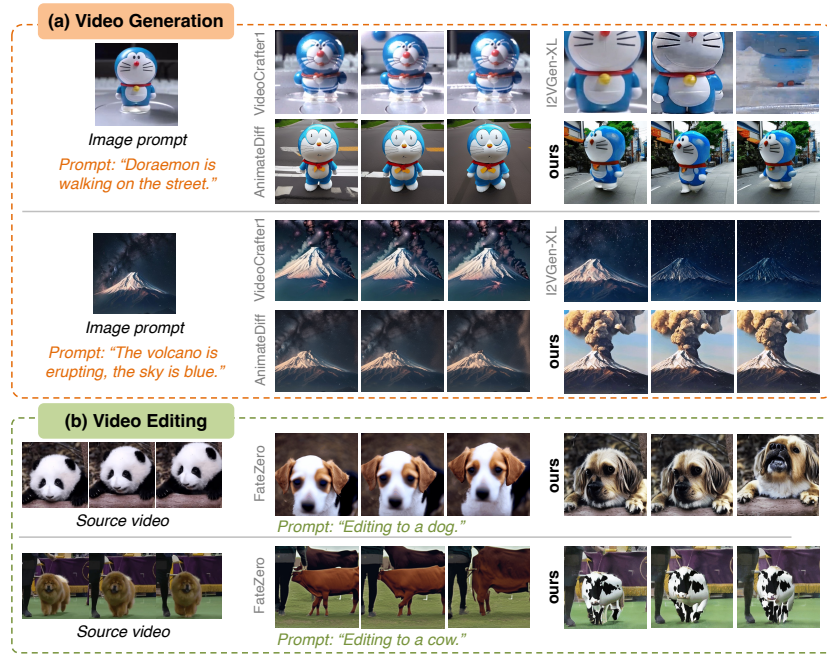 (a) Video Generation
Image prompt
Prompt: “Doraemon is
walking on the street.”
VideoCrafter1
I2VGen-XL
AnimateDiff
ours
Image prompt
Prompt: “The volcano is
erupting, the sky is blue.”
VideoCrafter1
I2VGen-XL
AnimateDiff
ours
(b) Video Editing
Source video
FateZero
ours
Prompt: “Editing to a dog.”
Source video
FateZero
ours
Prompt: “Editing to a cow.”